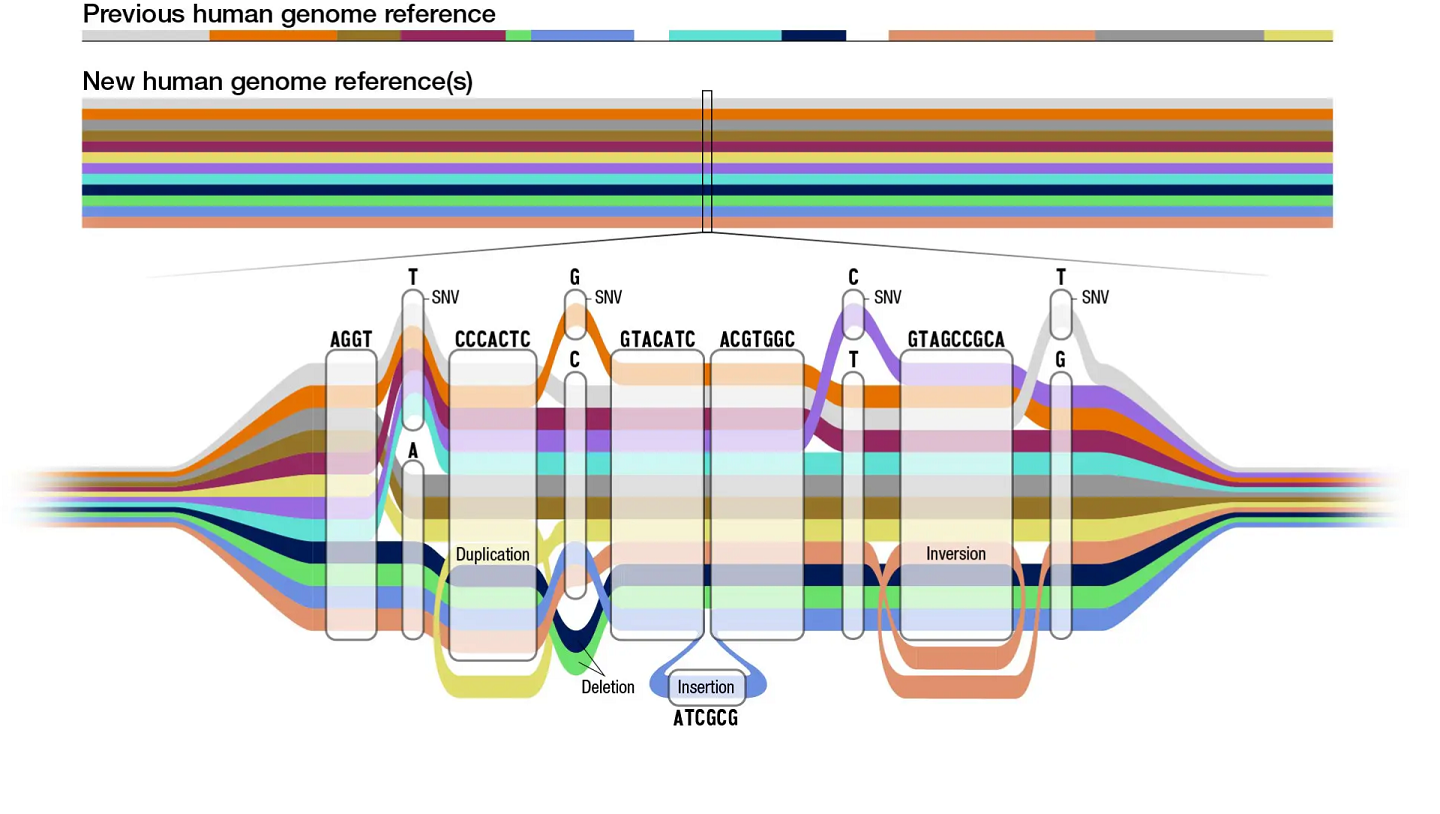 Previous human genome reference
New human genome reference(s)
T
SNV
G
SNV
C
SNV
T
SNV
AGGT
CCCACTC
GTACATC
ACGTGGC
GTAGCCGCA
C
T
G
A
Duplication
Inversion
Deletion
Insertion
ATCGCG